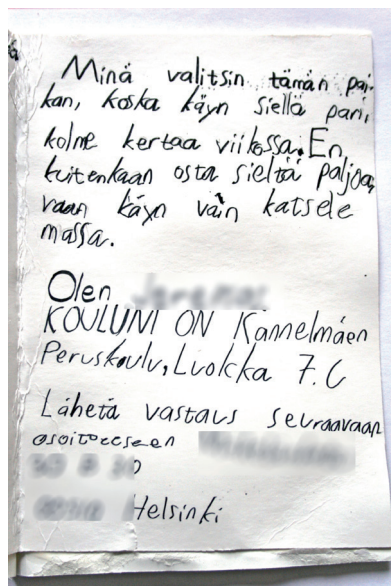 Minä valitsin tämän pai-
kan, koska käyn siellä pari,
kolme kertaa viikossa. En
kuitenkaan osta sieltä paljoa,
vaan käyn vain katsele
massa.
Olen
KOULUNI ON Kannelmäen
Peruskoulu, Luokka 7.C
Lähetä vastaus seuraavaan
osoitteeseen
Helsinki